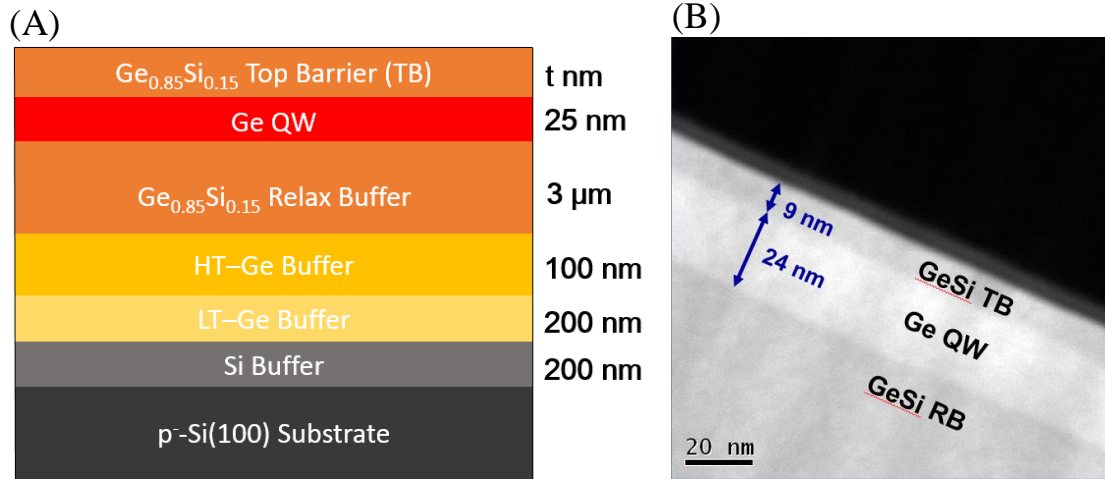 (A)
Ge₀.₈₅Si₀.₁₅ Top Barrier (TB)
t nm
Ge QW
25 nm
Ge₀.₈₅Si₀.₁₅ Relax Buffer
3 µm
HT–Ge Buffer
100 nm
LT–Ge Buffer
200 nm
Si Buffer
200 nm
p⁻-Si(100) Substrate
(B)
9 nm
24 nm
GeSi TB
Ge QW
GeSi RB
20 nm